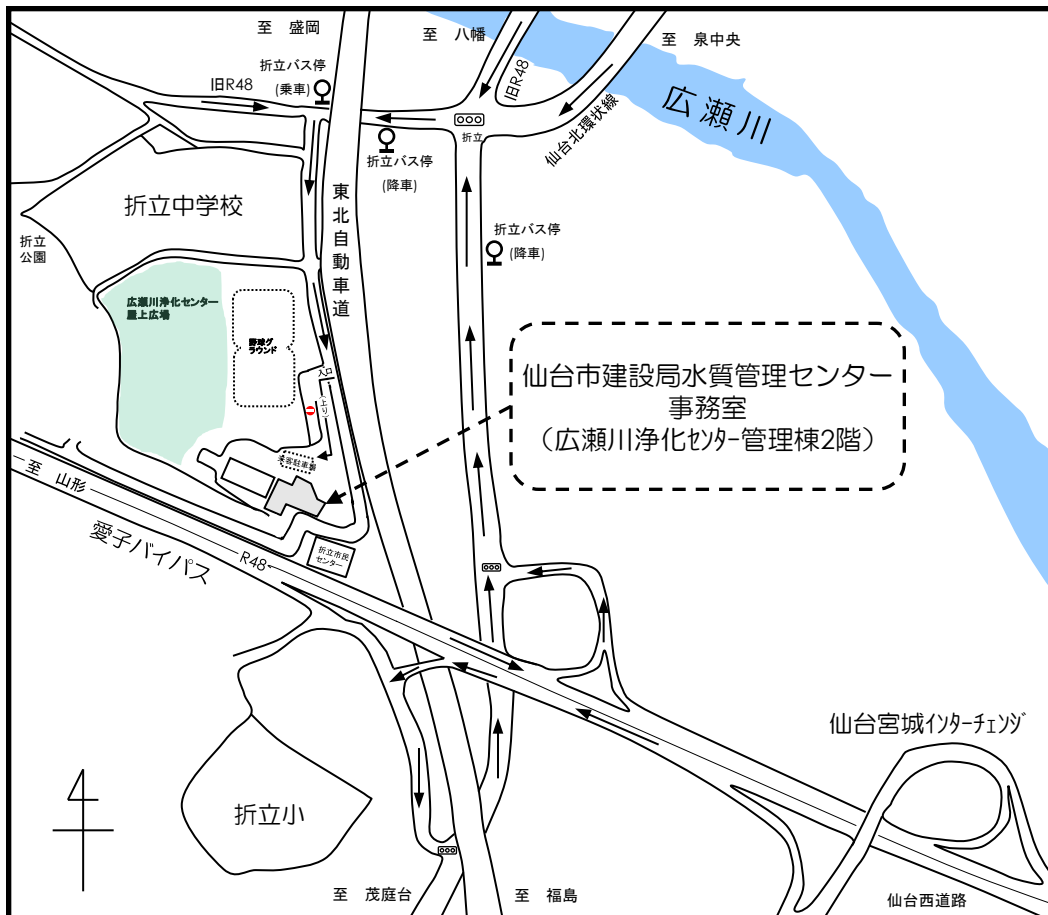 至　盛岡
至　八幡
至　泉中央
折立バス停
(乗車)
旧R48
旧R48
仙台北環状線
広瀬川
折立
折立バス停
(降車)
折立中学校
東北自動車道
折立
公園
折立バス停
(降車)
広瀬川浄化センター
屋上広場
野球グ
ラウンド
入口
(上り)
仙台市建設局水質管理センター
事務室
（広瀬川浄化ｾﾝﾀｰ管理棟2階）
来客駐車場
至　山形
愛子バイパス
R48
折立市民
センター
仙台宮城ｲﾝﾀｰﾁｪﾝｼﾞ
折立小
至　茂庭台
至　福島
仙台西道路